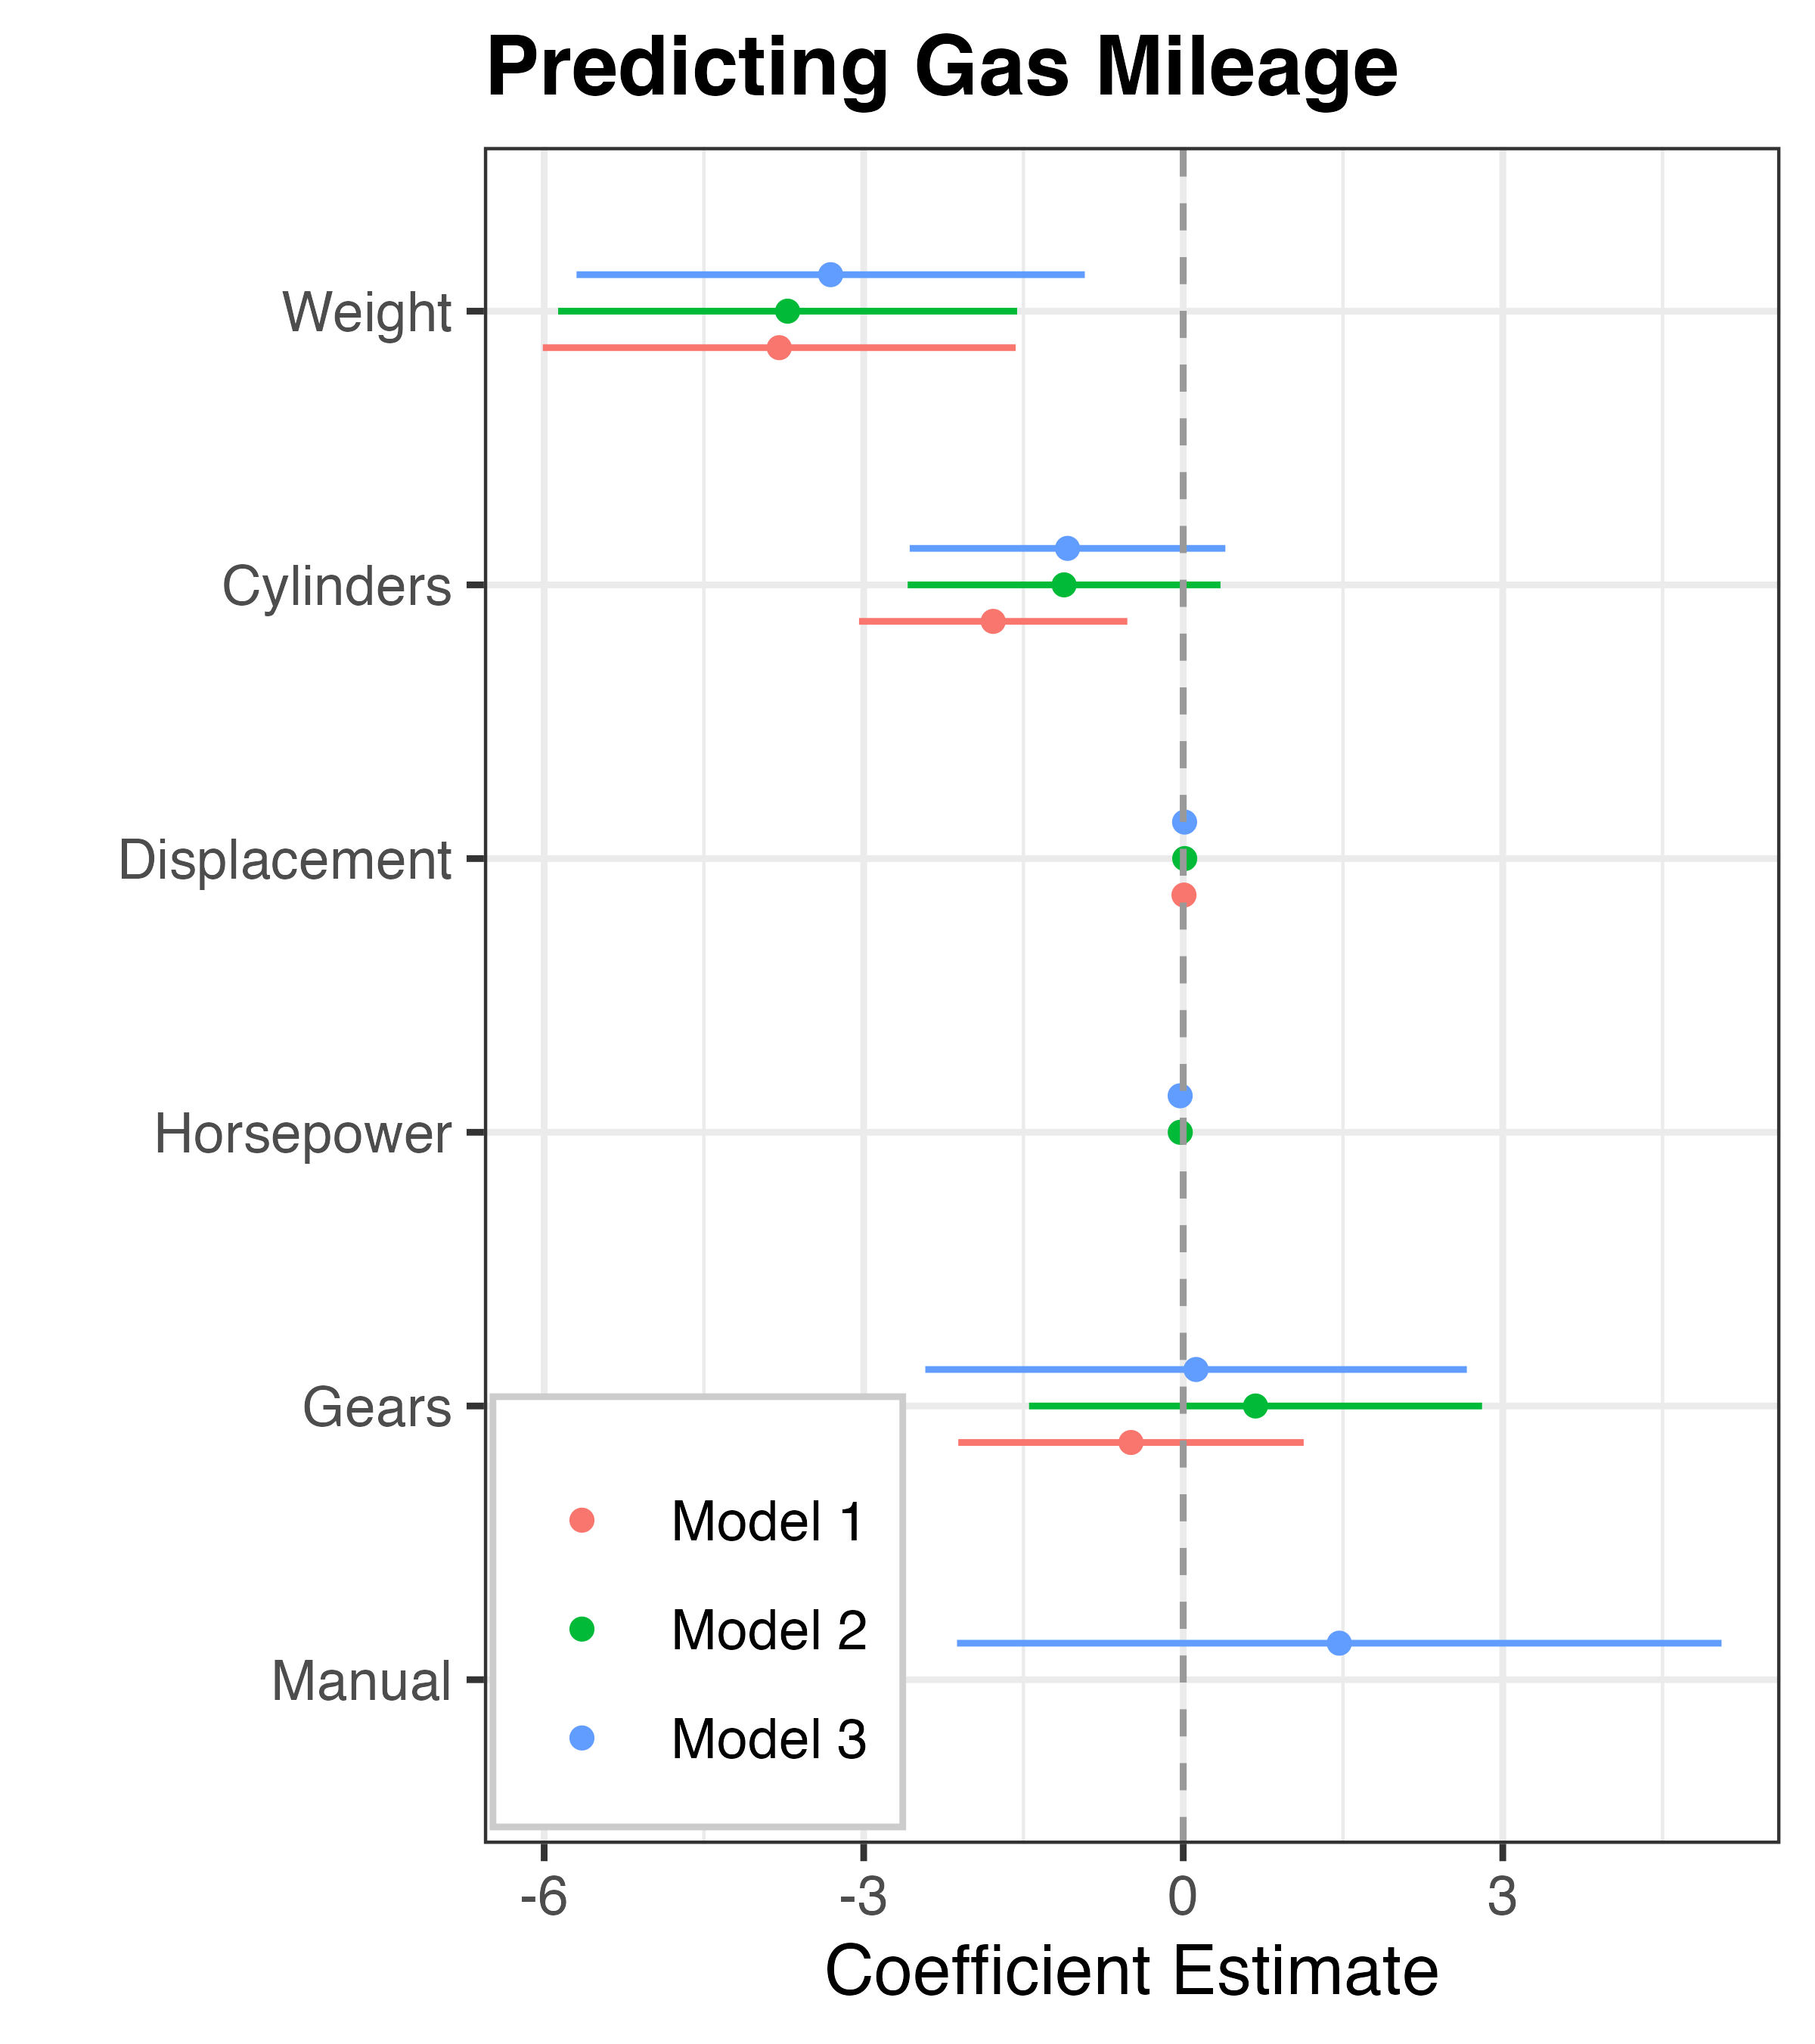 Predicting Gas Mileage
Weight
Cylinders
Displacement
Horsepower
Gears
Manual
Model 1
Model 2
Model 3
-6 -3 0 3
Coefficient Estimate